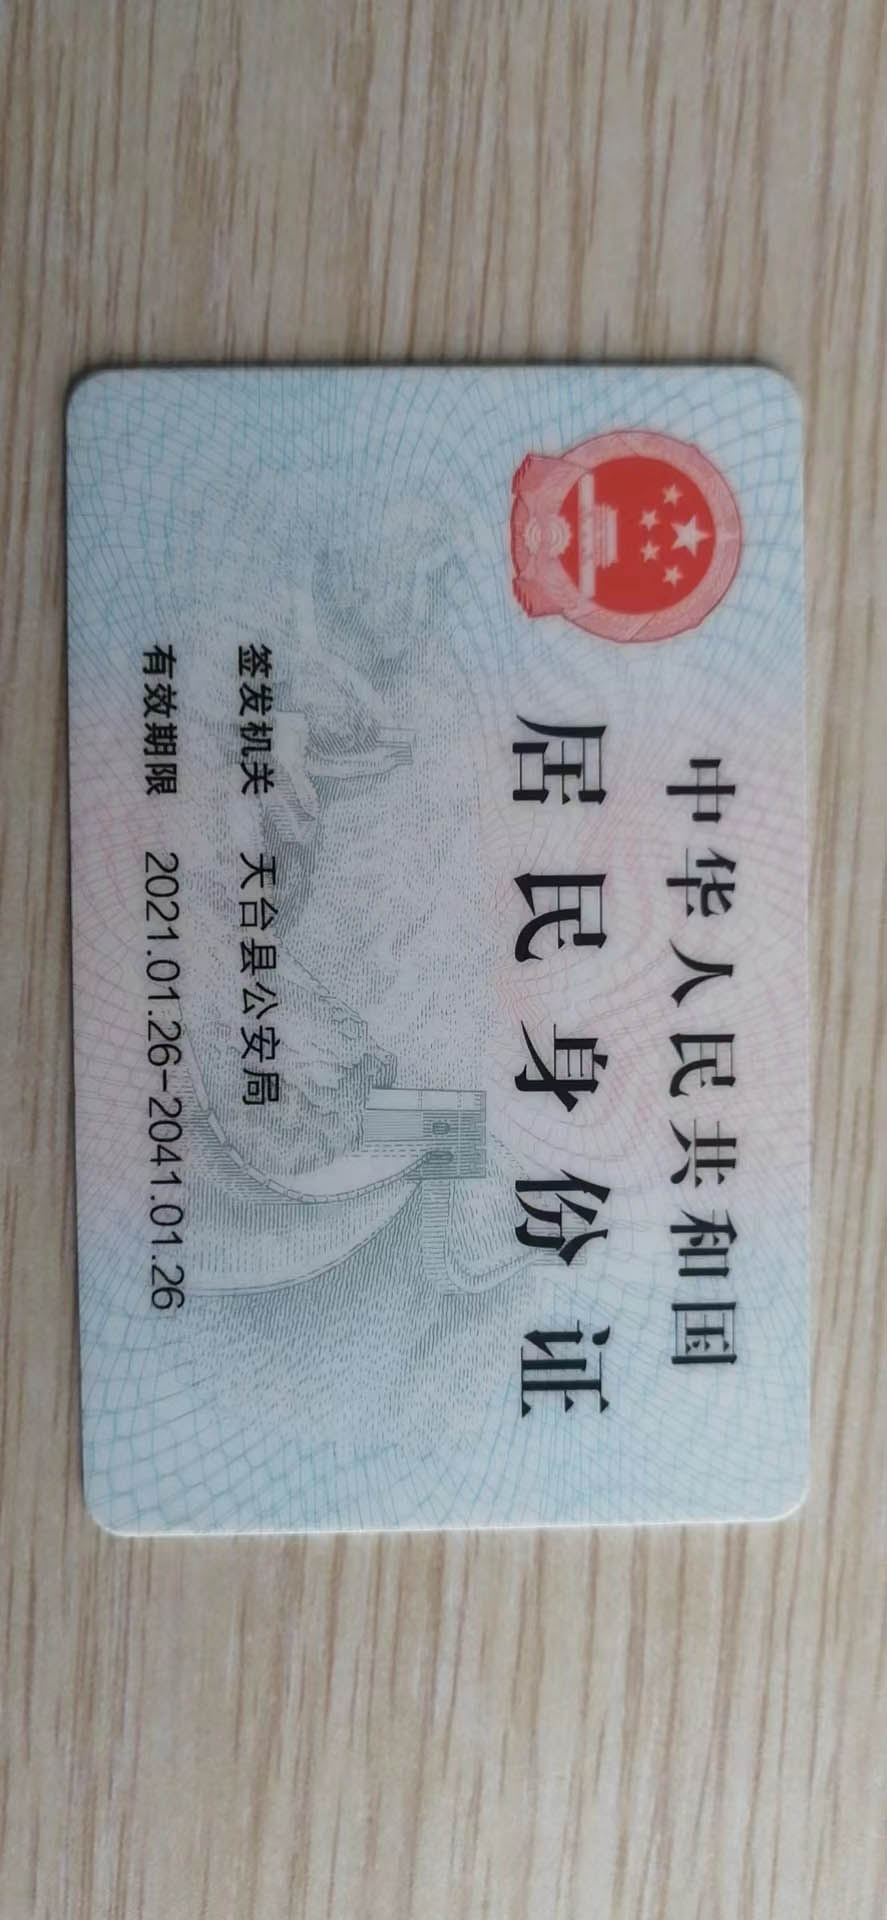 中华人民共和国
居民身份证
签发机关 天台县公安局
有效期限 2021.01.26-2041.01.26